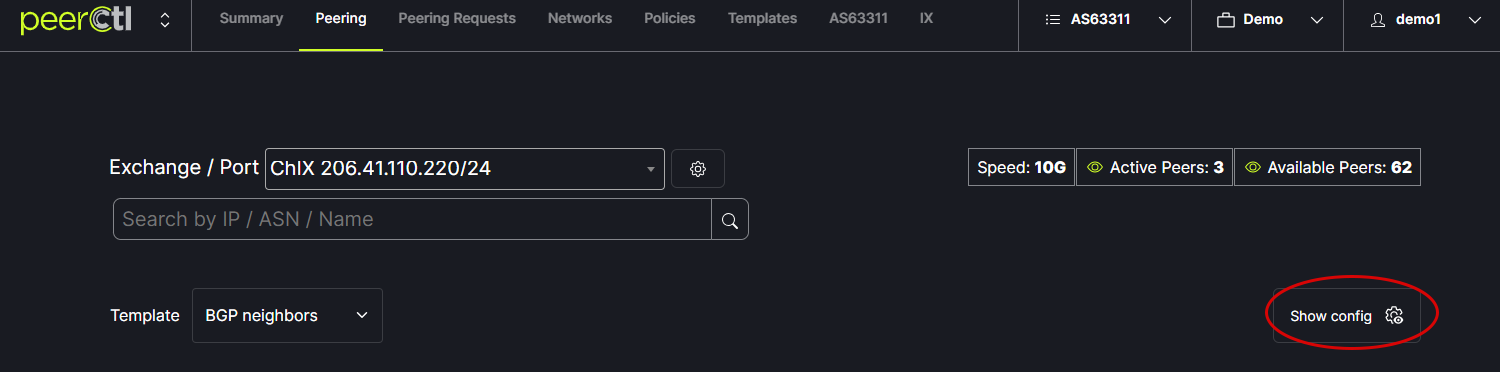 peerCtl Summary Peering Peering Requests Networks Policies Templates AS63311 IX AS63311 Demo demo1
Exchange / Port ChIX 206.41.110.220/24 Speed: 10G Active Peers: 3 Available Peers: 62
Search by IP / ASN / Name
Template BGP neighbors Show config